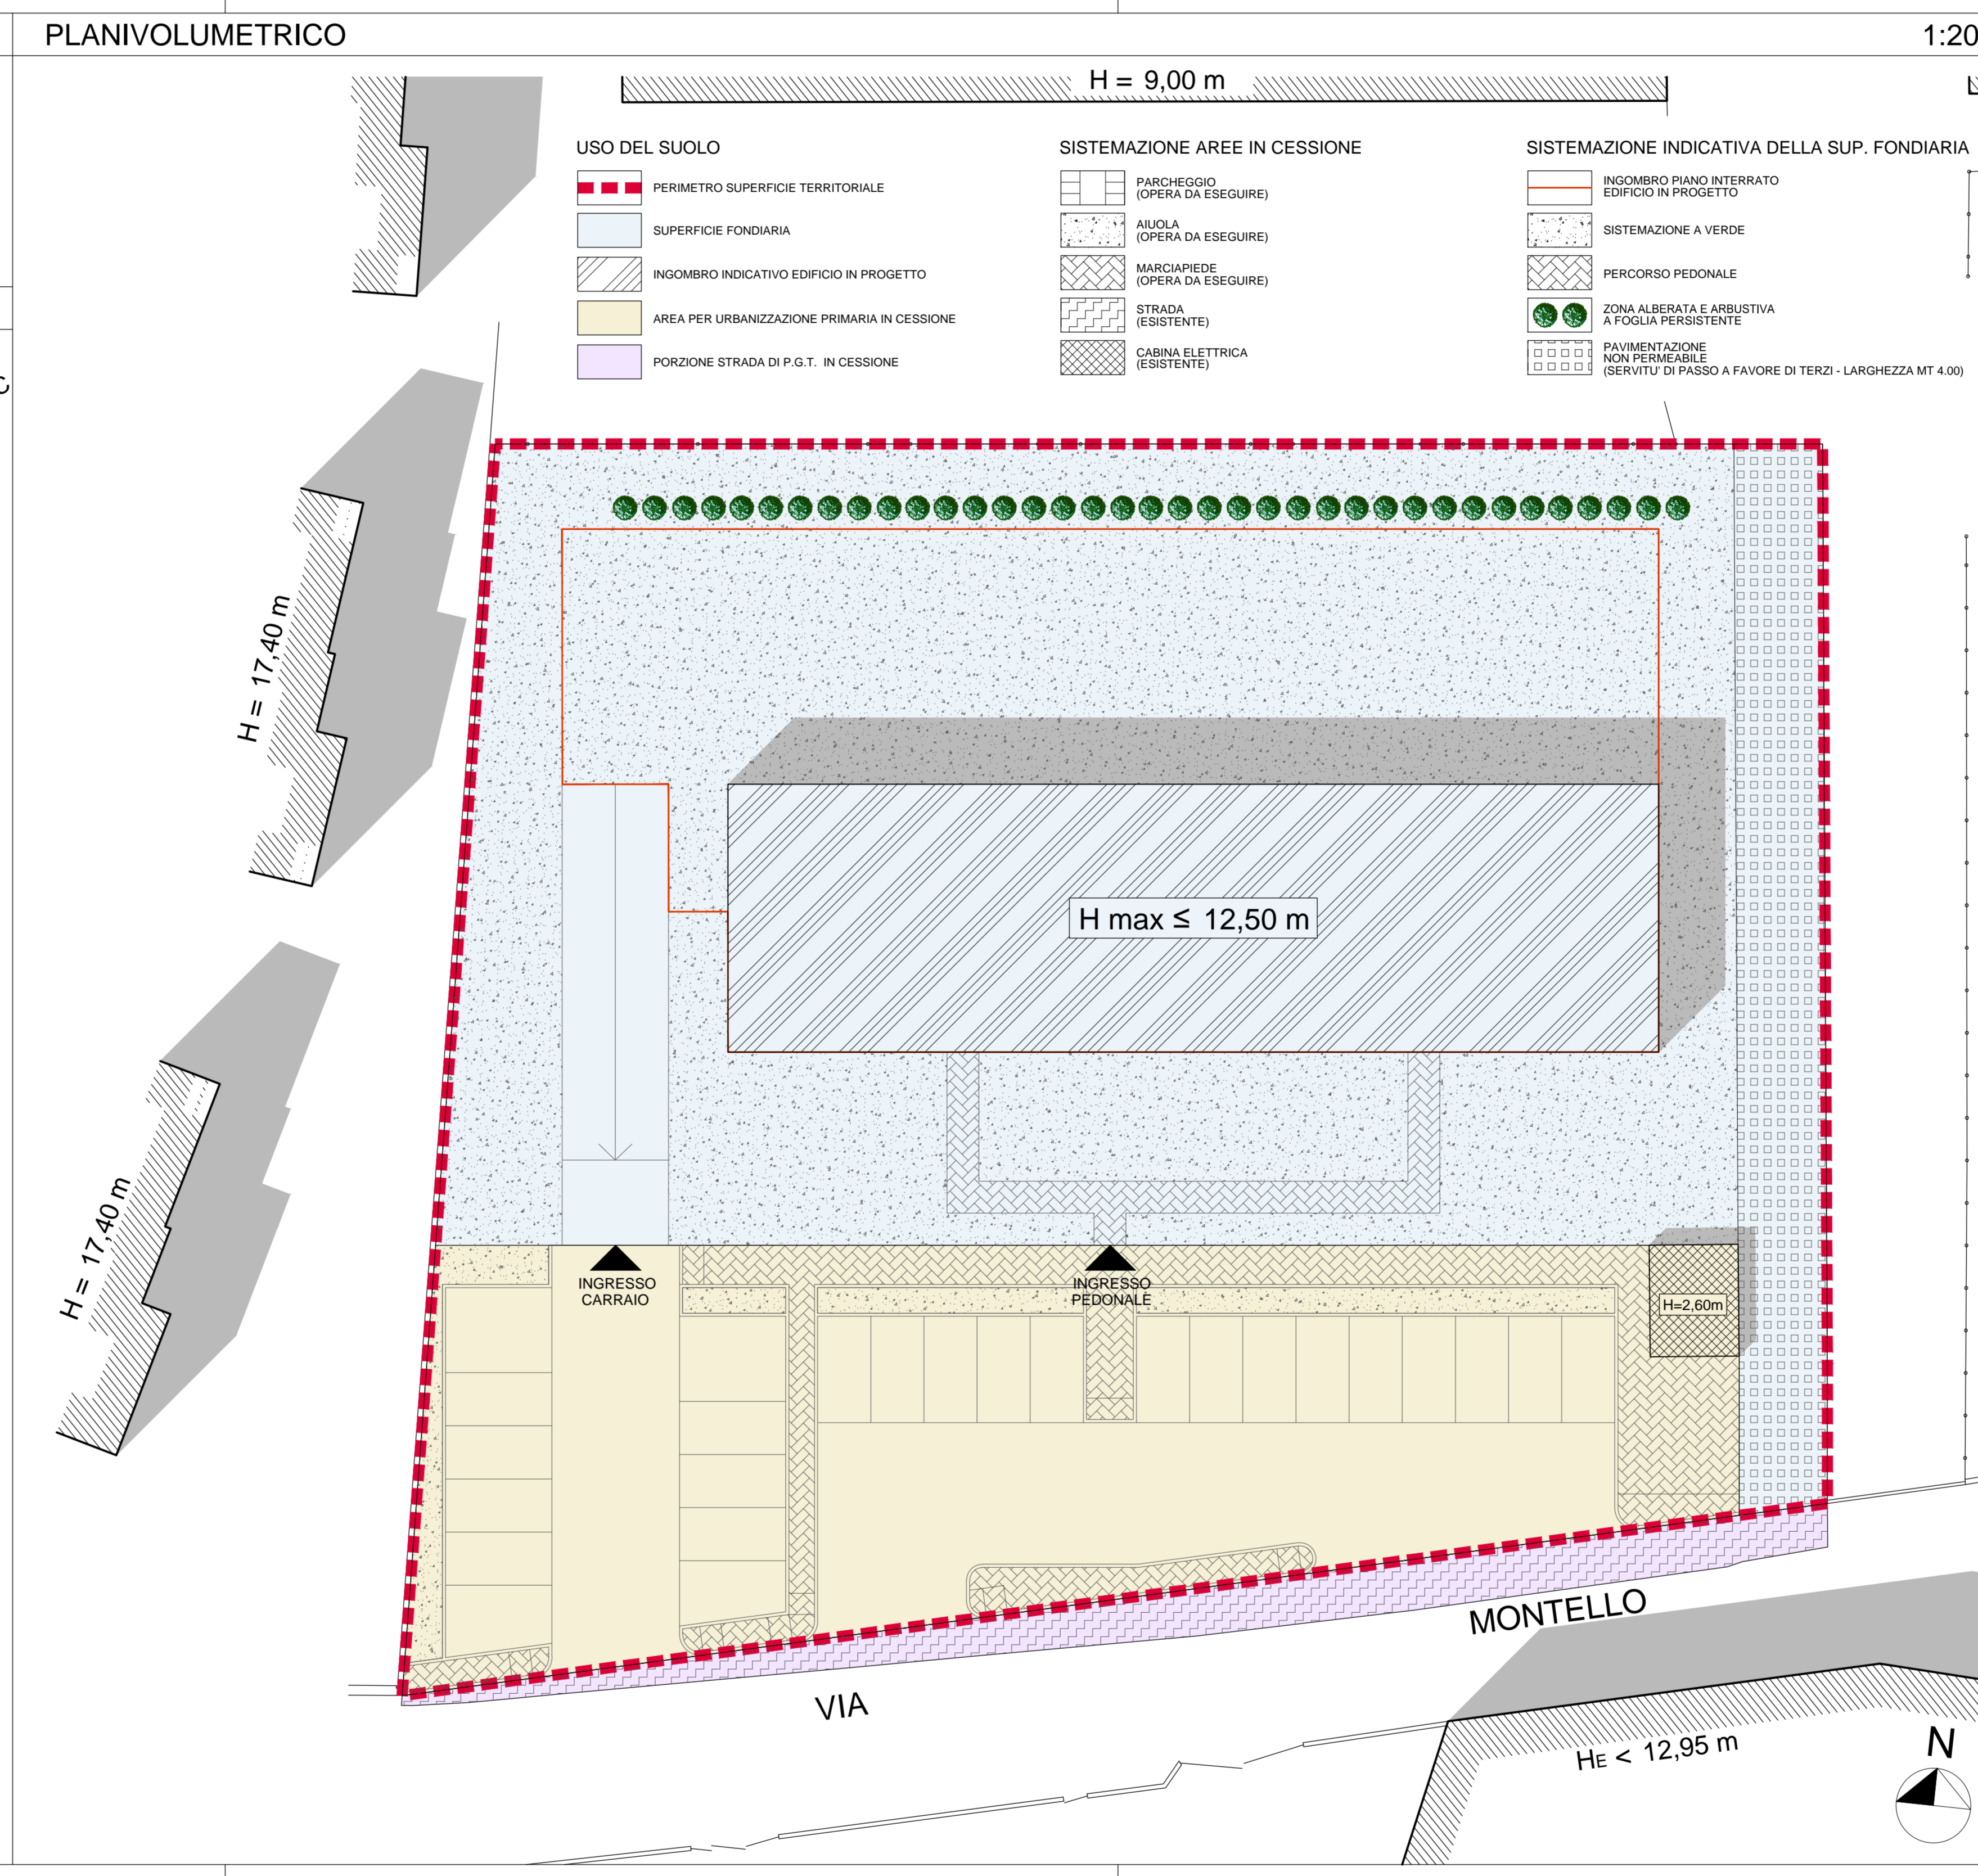 PLANIVOLUMETRICO
1:20
H = 9,00 m
USO DEL SUOLO
PERIMETRO SUPERFICIE TERRITORIALE
SUPERFICIE FONDIARIA
INGOMBRO INDICATIVO EDIFICIO IN PROGETTO
AREA PER URBANIZZAZIONE PRIMARIA IN CESSIONE
PORZIONE STRADA DI P.G.T. IN CESSIONE
SISTEMAZIONE AREE IN CESSIONE
PARCHEGGIO
(OPERA DA ESEGUIRE)
AIUOLA
(OPERA DA ESEGUIRE)
MARCIAPIEDE
(OPERA DA ESEGUIRE)
STRADA
(ESISTENTE)
CABINA ELETTRICA
(ESISTENTE)
SISTEMAZIONE INDICATIVA DELLA SUP. FONDIARIA
INGOMBRO PIANO INTERRATO
EDIFICIO IN PROGETTO
SISTEMAZIONE A VERDE
PERCORSO PEDONALE
ZONA ALBERATA E ARBUSTIVA
A FOGLIA PERSISTENTE
PAVIMENTAZIONE
NON PERMEABILE
(SERVITU' DI PASSO A FAVORE DI TERZI - LARGHEZZA MT 4.00)
H = 17,40 m
H max ≤ 12,50 m
H = 17,40 m
INGRESSO
CARRAIO
INGRESSO
PEDONALE
H=2,60m
VIA
MONTELLO
HE < 12,95 m
N